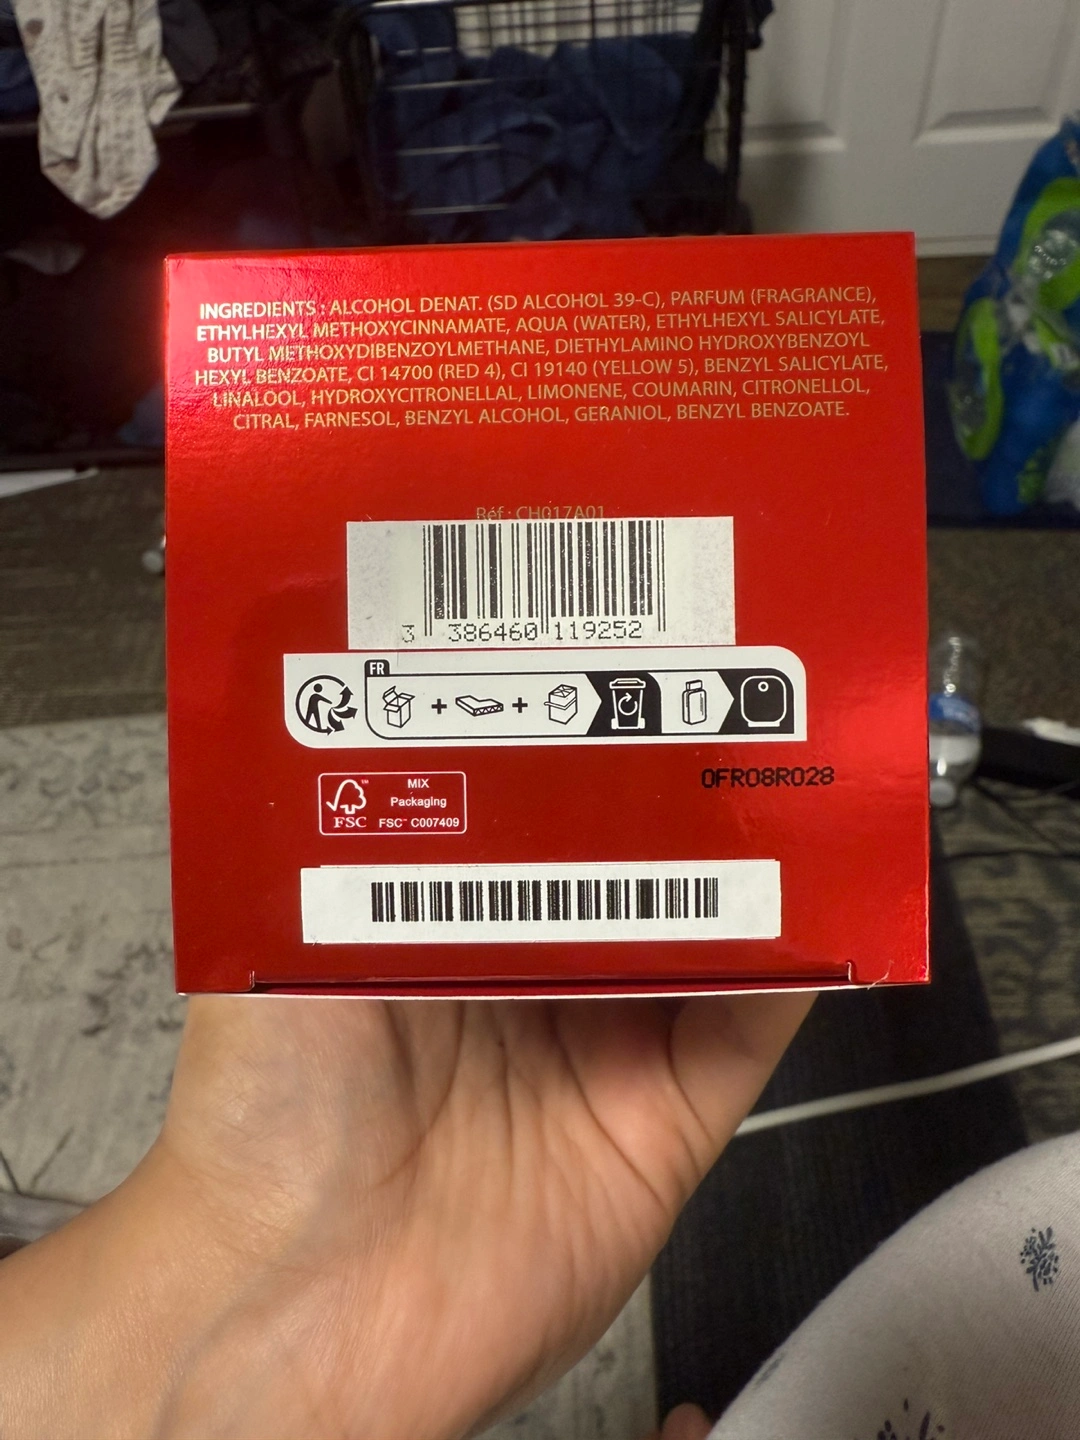 INGREDIENTS : ALCOHOL DENAT. (SD ALCOHOL 39-C), PARFUM (FRAGRANCE),
ETHYLHEXYL METHOXYCINNAMATE, AQUA (WATER), ETHYLHEXYL SALICYLATE,
BUTYL METHOXYDIBENZOYLMETHANE, DIETHYLAMINO HYDROXYBENZOYL
HEXYL BENZOATE, CI 14700 (RED 4), CI 19140 (YELLOW 5), BENZYL SALICYLATE,
LINALOOL, HYDROXYCITRONELLAL, LIMONENE, COUMARIN, CITRONELLOL,
CITRAL, FARNESOL, BENZYL ALCOHOL, GERANIOL, BENZYL BENZOATE.
Réf : CH017A01
3 386460 119252
FR
0FR08R028
MIX
Packaging
FSC™ C007409
FSC™